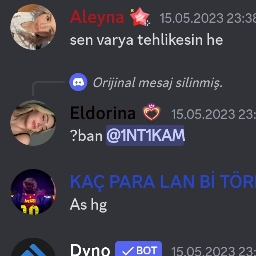 Aleyna 15.05.2023 23:38
sen varya tehlikesin he
Orijinal mesaj silinmiş.
Eldorina 15.05.2023 23:
?ban @1NT1KAM
KAÇ PARA LAN Bİ TÖR
As hg
Dyno ✓ BOT 15.05.2023 23: